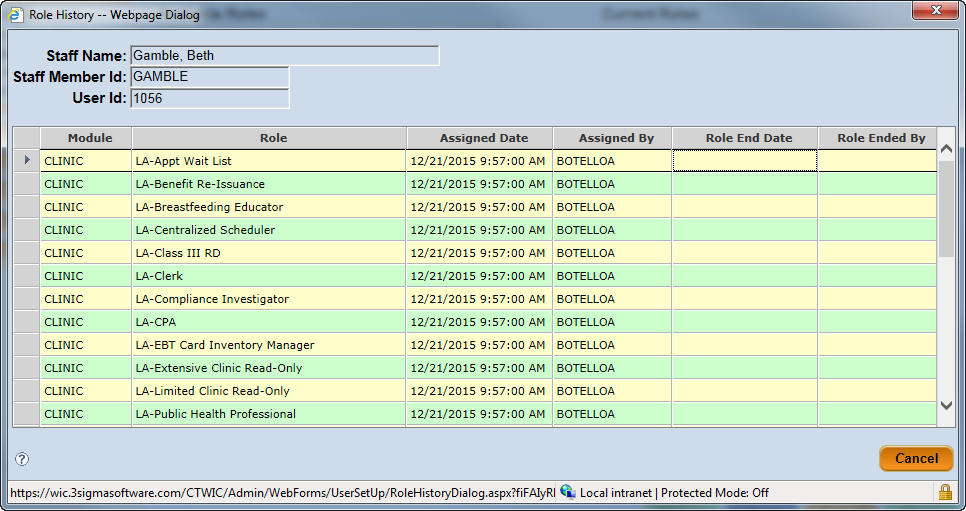 Role History -- Webpage Dialog
Current Roles
Staff Name: Gamble, Beth
Staff Member Id: GAMBLE
User Id: 1056
Module Role Assigned Date Assigned By Role End Date Role Ended By
CLINIC LA-Appt Wait List 12/21/2015 9:57:00 AM BOTELLOA
CLINIC LA-Benefit Re-Issuance 12/21/2015 9:57:00 AM BOTELLOA
CLINIC LA-Breastfeeding Educator 12/21/2015 9:57:00 AM BOTELLOA
CLINIC LA-Centralized Scheduler 12/21/2015 9:57:00 AM BOTELLOA
CLINIC LA-Class III RD 12/21/2015 9:57:00 AM BOTELLOA
CLINIC LA-Clerk 12/21/2015 9:57:00 AM BOTELLOA
CLINIC LA-Compliance Investigator 12/21/2015 9:57:00 AM BOTELLOA
CLINIC LA-CPA 12/21/2015 9:57:00 AM BOTELLOA
CLINIC LA-EBT Card Inventory Manager 12/21/2015 9:57:00 AM BOTELLOA
CLINIC LA-Extensive Clinic Read-Only 12/21/2015 9:57:00 AM BOTELLOA
CLINIC LA-Limited Clinic Read-Only 12/21/2015 9:57:00 AM BOTELLOA
CLINIC LA-Public Health Professional 12/21/2015 9:57:00 AM BOTELLOA
? Cancel
https://wic.3sigmasoftware.com/CTWIC/Admin/WebForms/UserSetUp/RoleHistoryDialog.aspx?fiFAIyRl Local intranet | Protected Mode: Off